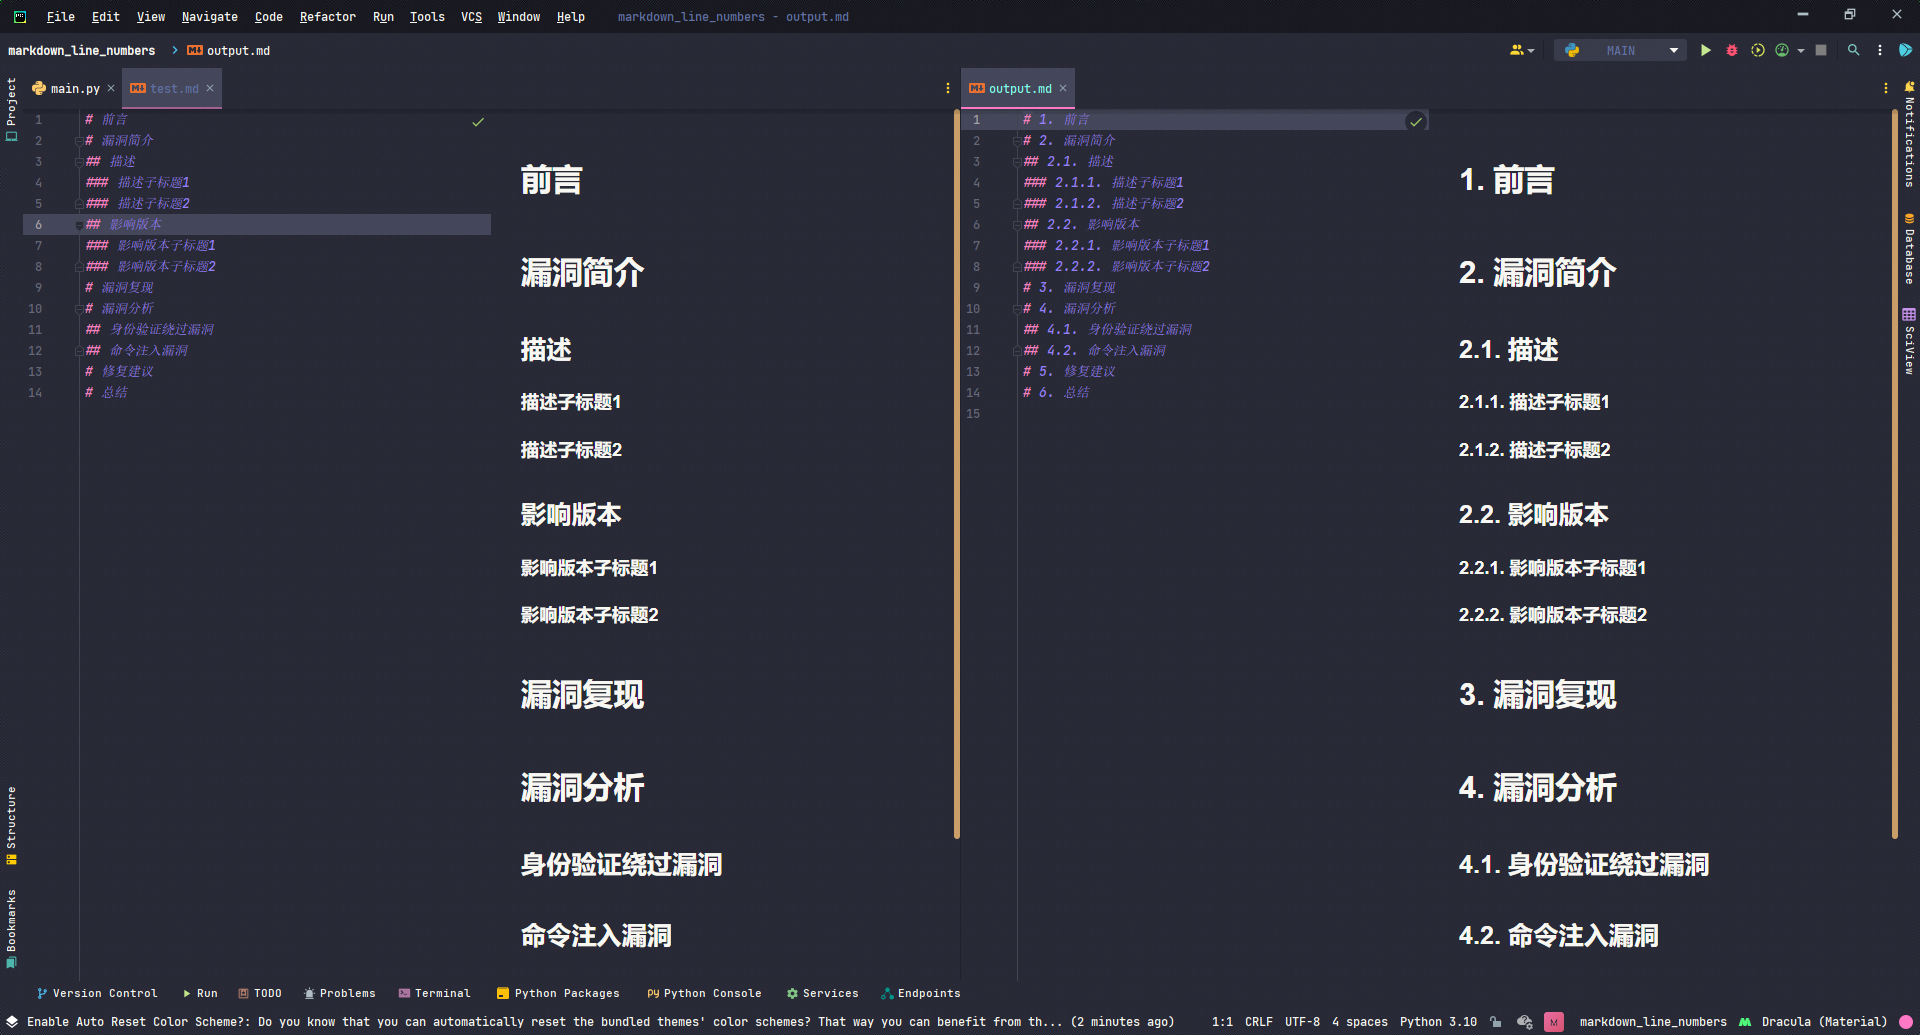 File Edit View Navigate Code Refactor Run Tools VCS Window Help markdown_line_numbers - output.md
markdown_line_numbers output.md MAIN
Project
main.py test.md
output.md
Notifications
Database
SciView
1 # 前言
2 # 漏洞简介
3 ## 描述
4 ### 描述子标题1
5 ### 描述子标题2
6 ## 影响版本
7 ### 影响版本子标题1
8 ### 影响版本子标题2
9 # 漏洞复现
10 # 漏洞分析
11 ## 身份验证绕过漏洞
12 ## 命令注入漏洞
13 # 修复建议
14 # 总结
前言
漏洞简介
描述
描述子标题1
描述子标题2
影响版本
影响版本子标题1
影响版本子标题2
漏洞复现
漏洞分析
身份验证绕过漏洞
命令注入漏洞
1 # 1. 前言
2 # 2. 漏洞简介
3 ## 2.1. 描述
4 ### 2.1.1. 描述子标题1
5 ### 2.1.2. 描述子标题2
6 ## 2.2. 影响版本
7 ### 2.2.1. 影响版本子标题1
8 ### 2.2.2. 影响版本子标题2
9 # 3. 漏洞复现
10 # 4. 漏洞分析
11 ## 4.1. 身份验证绕过漏洞
12 ## 4.2. 命令注入漏洞
13 # 5. 修复建议
14 # 6. 总结
15
1. 前言
2. 漏洞简介
2.1. 描述
2.1.1. 描述子标题1
2.1.2. 描述子标题2
2.2. 影响版本
2.2.1. 影响版本子标题1
2.2.2. 影响版本子标题2
3. 漏洞复现
4. 漏洞分析
4.1. 身份验证绕过漏洞
4.2. 命令注入漏洞
Structure
Bookmarks
Version Control Run TODO Problems Terminal Python Packages Python Console Services Endpoints
Enable Auto Reset Color Scheme?: Do you know that you can automatically reset the bundled themes' color schemes? That way you can benefit from th... (2 minutes ago) 1:1 CRLF UTF-8 4 spaces Python 3.10 M markdown_line_numbers Dracula (Material)